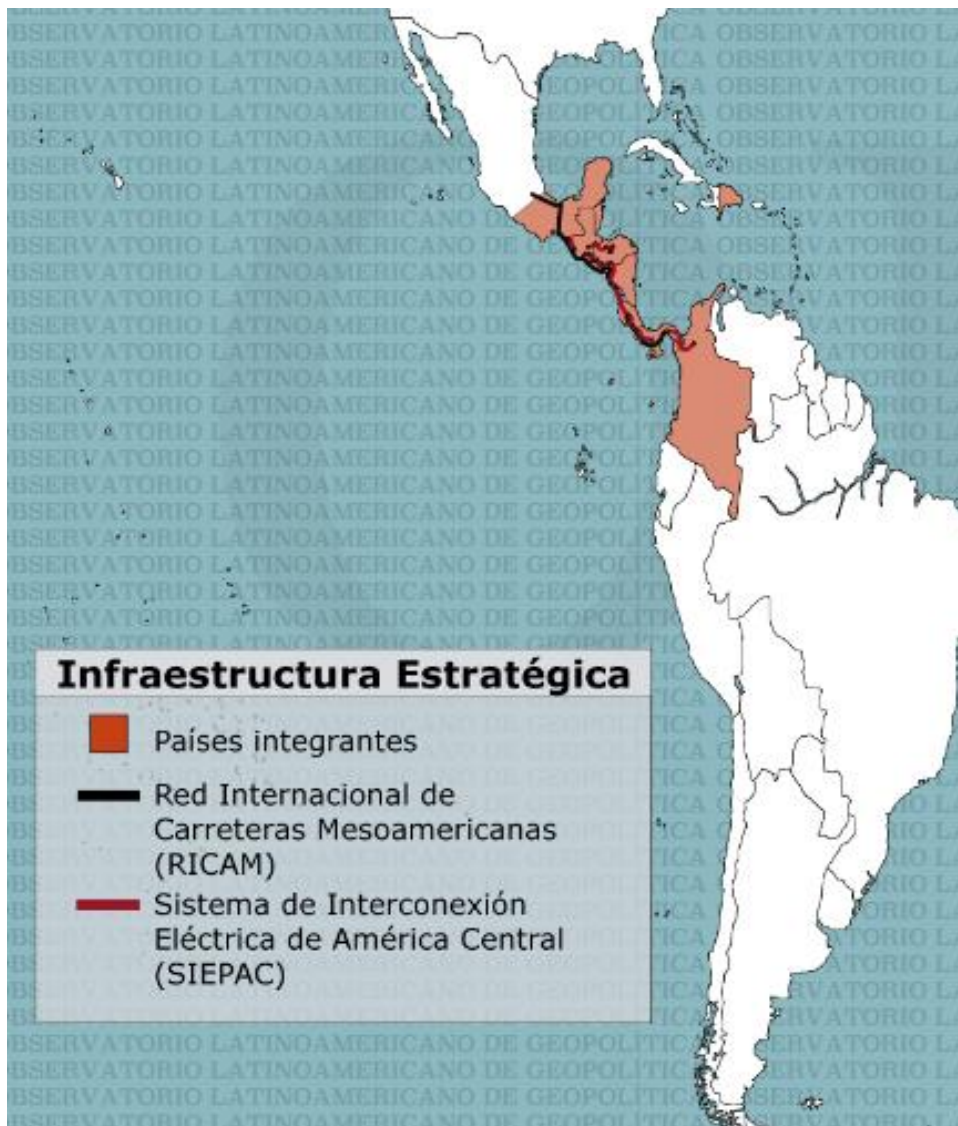 Infraestructura Estratégica
Países integrantes
Red Internacional de
Carreteras Mesoamericanas
(RICAM)
Sistema de Interconexión
Eléctrica de América Central
(SIEPAC)
OBSERVATORIO LATINOAMERICANO DE GEOPOLÍTICA